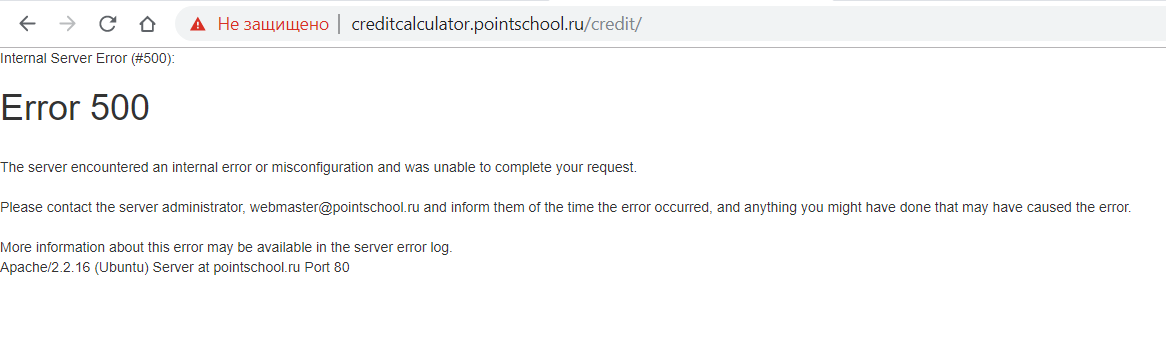 Не защищено | creditcalculator.pointschool.ru/credit/
Internal Server Error (#500):
Error 500
The server encountered an internal error or misconfiguration and was unable to complete your request.
Please contact the server administrator, webmaster@pointschool.ru and inform them of the time the error occurred, and anything you might have done that may have caused the error.
More information about this error may be available in the server error log.
Apache/2.2.16 (Ubuntu) Server at pointschool.ru Port 80